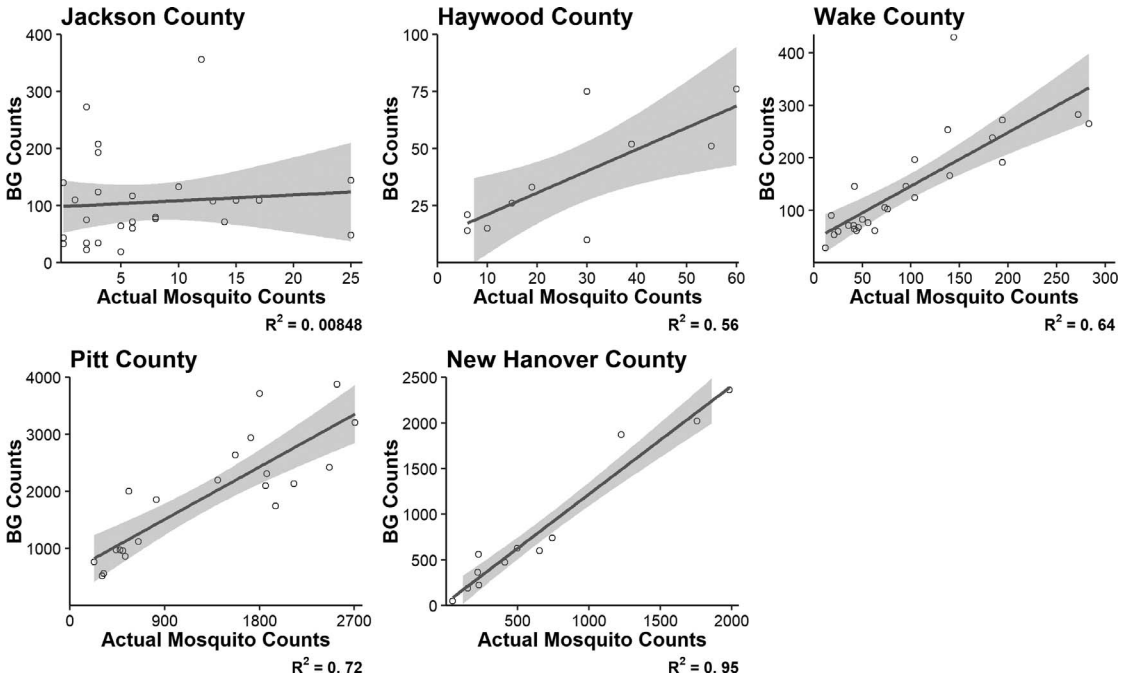 Jackson County
BG Counts
400
300
200
100
0
5
10
15
20
25
Actual Mosquito Counts
R² = 0. 00848
Haywood County
BG Counts
100
75
50
25
0
10
20
30
40
50
60
Actual Mosquito Counts
R² = 0. 56
Wake County
BG Counts
400
300
200
100
0
50
100
150
200
250
300
Actual Mosquito Counts
R² = 0. 64
Pitt County
BG Counts
4000
3000
2000
1000
0
900
1800
2700
Actual Mosquito Counts
R² = 0. 72
New Hanover County
BG Counts
2500
2000
1500
1000
500
0
500
1000
1500
2000
Actual Mosquito Counts
R² = 0. 95